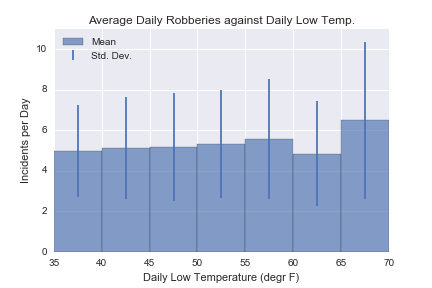 Average Daily Robberies against Daily Low Temp.
Mean
Std. Dev.
Incidents per Day
10
8
6
4
2
0
35 40 45 50 55 60 65 70
Daily Low Temperature (degr F)